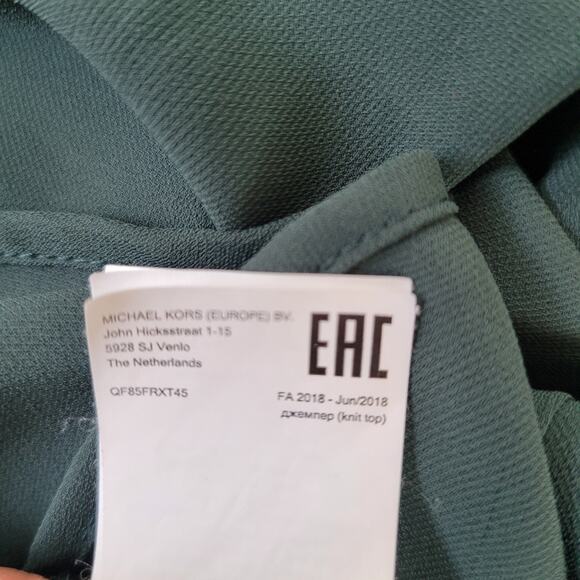 MICHAEL KORS (EUROPE) BV.
John Hicksstraat 1-15
5928 SJ Venlo
The Netherlands
EAC
QF85FRXT45
FA 2018 - Jun/2018
джемпер (knit top)